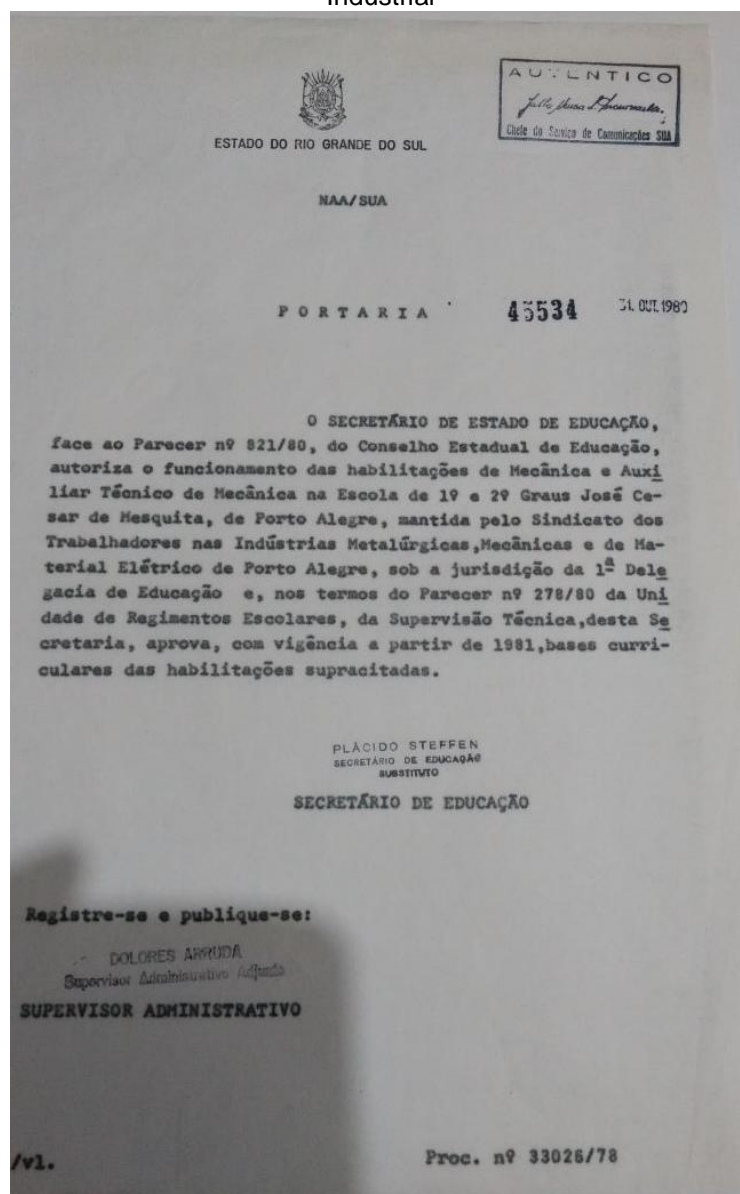 Industrial
AUTENTICO
Chefe do Serviço de Comunicações SUA
ESTADO DO RIO GRANDE DO SUL
NAA/SUA
PORTARIA 45534 31. OUT. 1980
O SECRETÁRIO DE ESTADO DE EDUCAÇÃO,
face ao Parecer nº 821/80, do Conselho Estadual de Educação,
autoriza o funcionamento das habilitações de Mecânica e Auxi
liar Técnico de Mecânica na Escola de 1º e 2º Graus José Ce-
sar de Mesquita, de Porto Alegre, mantida pelo Sindicato dos
Trabalhadores nas Indústrias Metalúrgicas,Mecânicas e de Ma-
terial Elétrico de Porto Alegre, sob a jurisdição da 1ª Dele
gacia de Educação e, nos termos do Parecer nº 278/80 da Uni
dade de Regimentos Escolares, da Supervisão Técnica,desta Se
cretaria, aprova, com vigência a partir de 1981,bases curri-
culares das habilitações supracitadas.
PLÁCIDO STEFFEN
SECRETÁRIO DE EDUCAÇÃO
SUBSTITUTO
SECRETÁRIO DE EDUCAÇÃO
Registre-se e publique-se:
DOLORES ARRUDA
Supervisor Administrativo Adjunto
SUPERVISOR ADMINISTRATIVO
/vl. Proc. nº 33026/78